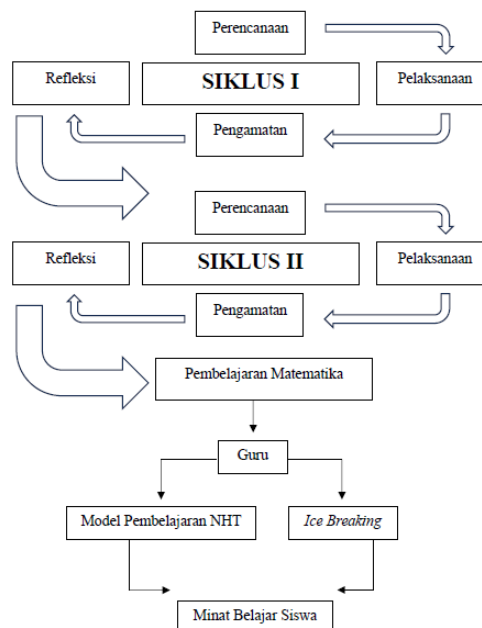 Perencanaan
Refleksi
SIKLUS I
Pelaksanaan
Pengamatan
Perencanaan
Refleksi
SIKLUS II
Pelaksanaan
Pengamatan
Pembelajaran Matematika
Guru
Model Pembelajaran NHT
Ice Breaking
Minat Belajar Siswa